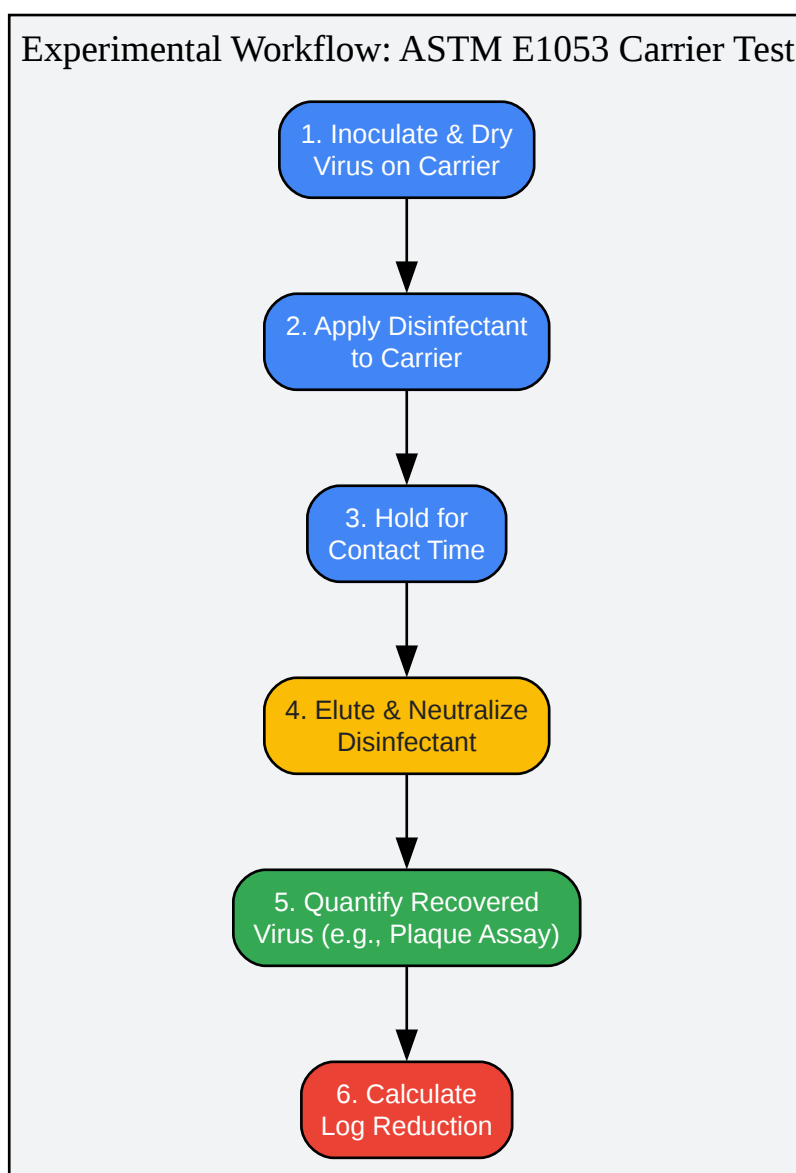 Experimental Workflow: ASTM E1053 Carrier Test
1. Inoculate & Dry
Virus on Carrier
2. Apply Disinfectant
to Carrier
3. Hold for
Contact Time
4. Elute & Neutralize
Disinfectant
5. Quantify Recovered
Virus (e.g., Plaque Assay)
6. Calculate
Log Reduction